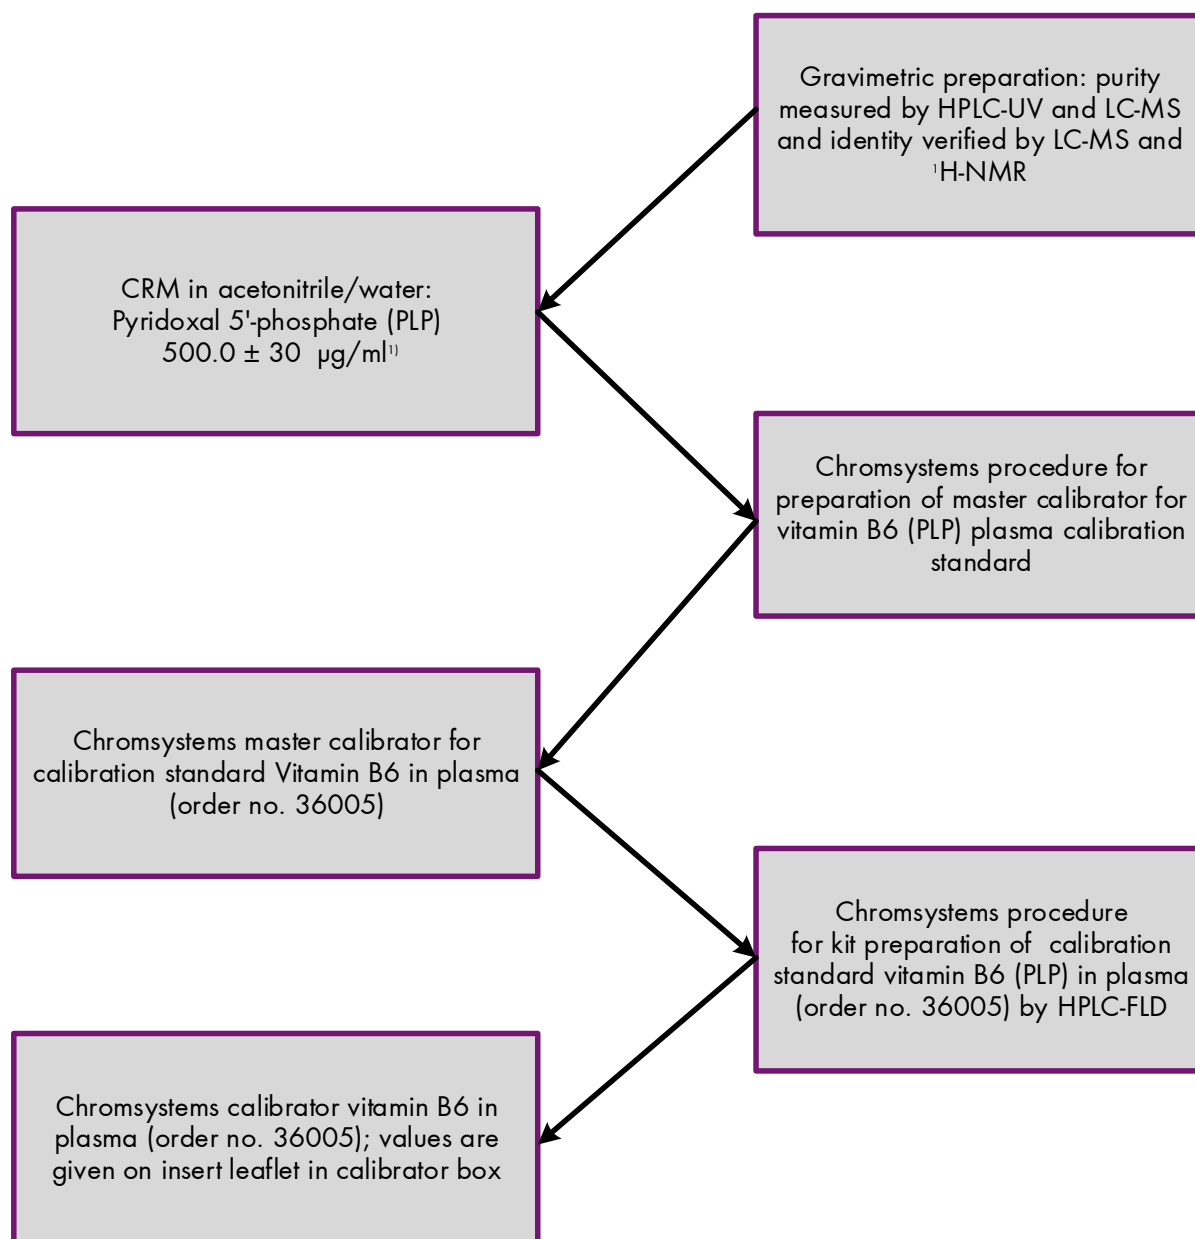 Gravimetric preparation: purity
measured by HPLC-UV and LC-MS
and identity verified by LC-MS and
¹H-NMR
CRM in acetonitrile/water:
Pyridoxal 5'-phosphate (PLP)
500.0 ± 30  µg/ml¹⁾
Chromsystems procedure for
preparation of master calibrator for
vitamin B6 (PLP) plasma calibration
standard
Chromsystems master calibrator for
calibration standard Vitamin B6 in plasma
(order no. 36005)
Chromsystems procedure
for kit preparation of  calibration
standard vitamin B6 (PLP) in plasma
(order no. 36005) by HPLC-FLD
Chromsystems calibrator vitamin B6 in
plasma (order no. 36005); values are
given on insert leaflet in calibrator box